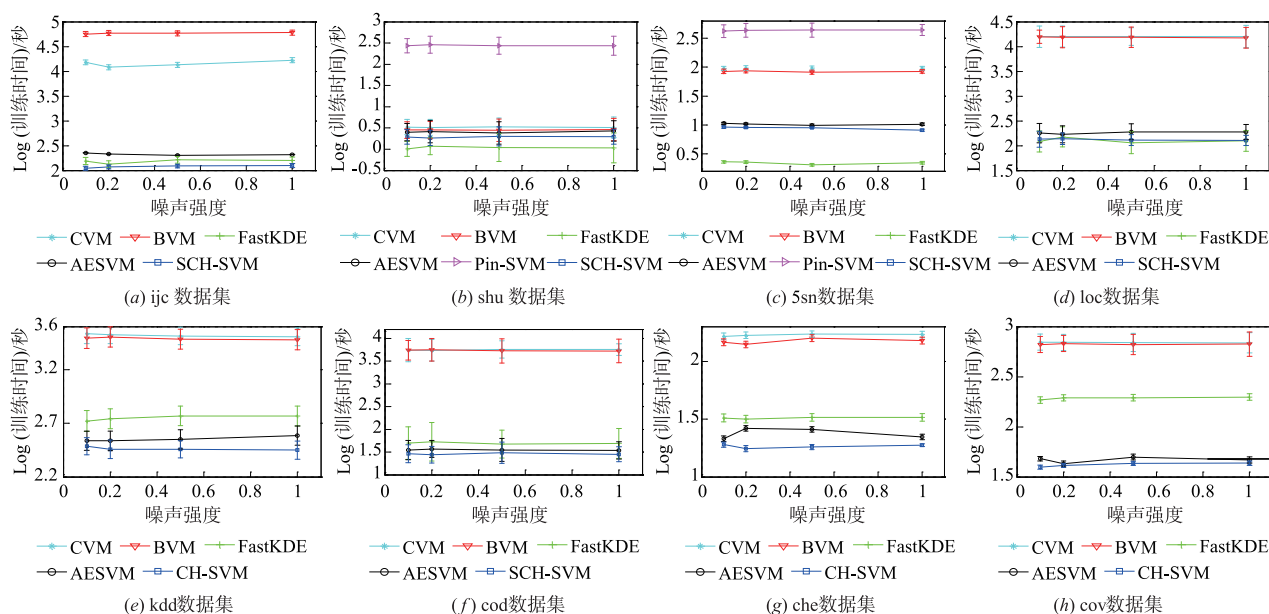 Log (训练时间)/秒
5
4.5
4
3.5
3
2.5
2
0 0.2 0.4 0.6 0.8 1
噪声强度
CVM BVM FastKDE
AESVM SCH-SVM
(a) ijc 数据集
Log (训练时间)/秒
3
2.5
2
1.5
1
0.5
0
−0.5
0 0.2 0.4 0.6 0.8 1
噪声强度
CVM BVM FastKDE
AESVM Pin-SVM SCH-SVM
(b) shu 数据集
Log (训练时间)/秒
2.5
2
1.5
1
0.5
0 0.2 0.4 0.6 0.8 1
噪声强度
CVM BVM FastKDE
AESVM Pin-SVM SCH-SVM
(c) 5sn数据集
Log (训练时间)/秒
4.5
4
3.5
3
2.5
2
1.5
0 0.2 0.4 0.6 0.8 1
噪声强度
CVM BVM FastKDE
AESVM SCH-SVM
(d) loc数据集
Log (训练时间)/秒
3.6
3.2
2.7
2.2
0 0.2 0.4 0.6 0.8 1
噪声强度
CVM BVM FastKDE
AESVM CH-SVM
(e) kdd数据集
Log (训练时间)/秒
4
3.5
3
2.5
2
1.5
1
0 0.2 0.4 0.6 0.8 1
噪声强度
CVM BVM FastKDE
AESVM SCH-SVM
(f) cod数据集
Log (训练时间)/秒
2
1.5
1
0 0.2 0.4 0.6 0.8 1
噪声强度
CVM BVM FastKDE
AESVM CH-SVM
(g) che数据集
Log (训练时间)/秒
3
2.5
2
1.5
0 0.2 0.4 0.6 0.8 1
噪声强度
CVM BVM FastKDE
AESVM CH-SVM
(h) cov数据集